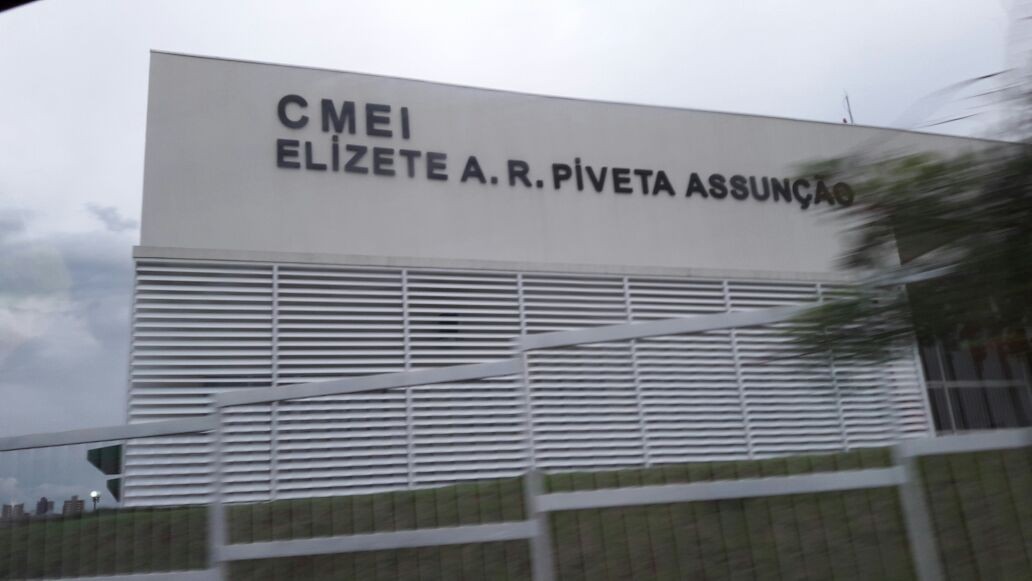 CMEI
ELİZETE A. R. PİVETA ASSUNÇÃO